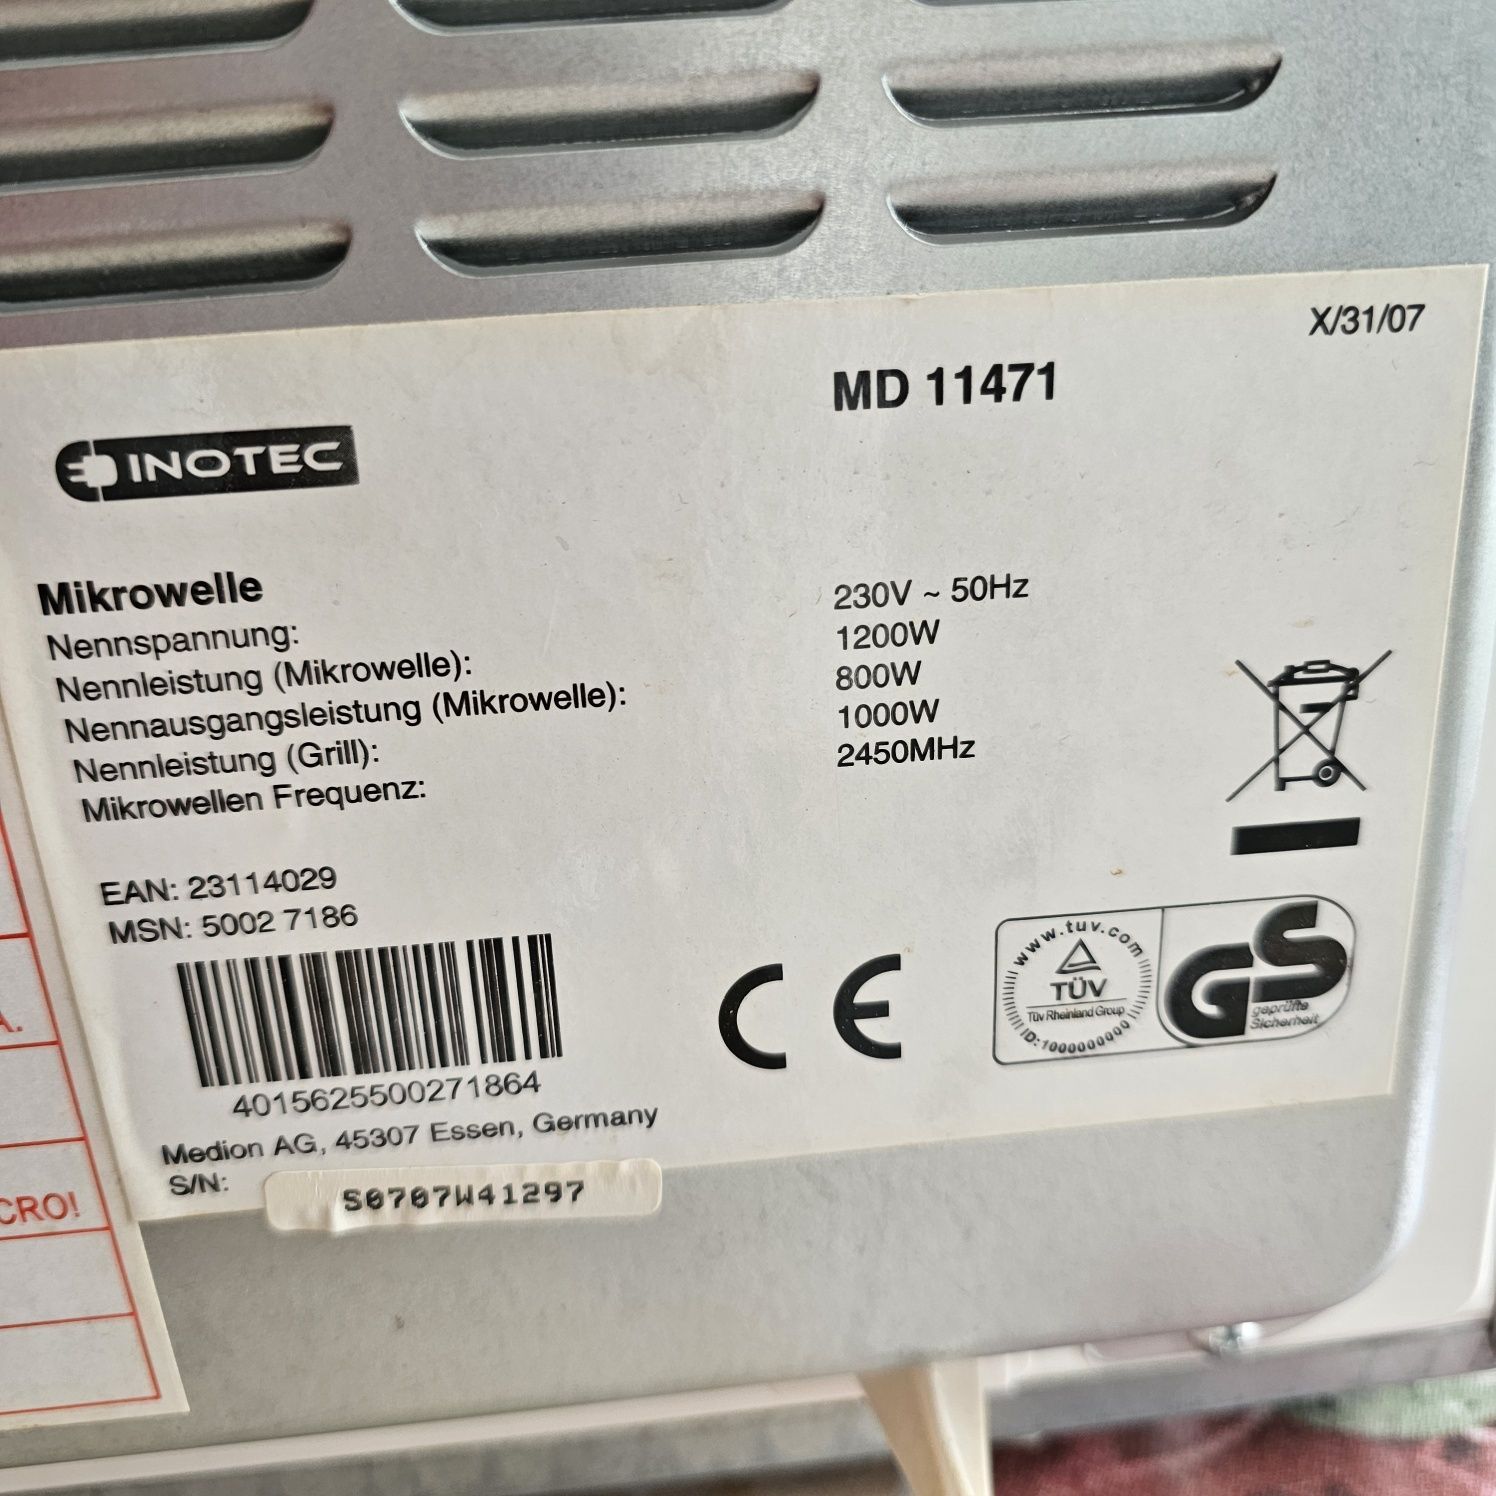 X/31/07
MD 11471
INOTEC
Mikrowelle
Nennspannung: 230V ~ 50Hz
Nennleistung (Mikrowelle): 1200W
Nennausgangsleistung (Mikrowelle): 800W
Nennleistung (Grill): 1000W
Mikrowellen Frequenz: 2450MHz
EAN: 23114029
MSN: 5002 7186
4015625500271864
Medion AG, 45307 Essen, Germany
S/N: S0707W41297
CE
www.tuv.com
TÜV
Tüv Rheinland Group
ID:1000000000
GS
geprüfte
Sicherheit
A.
CRO!